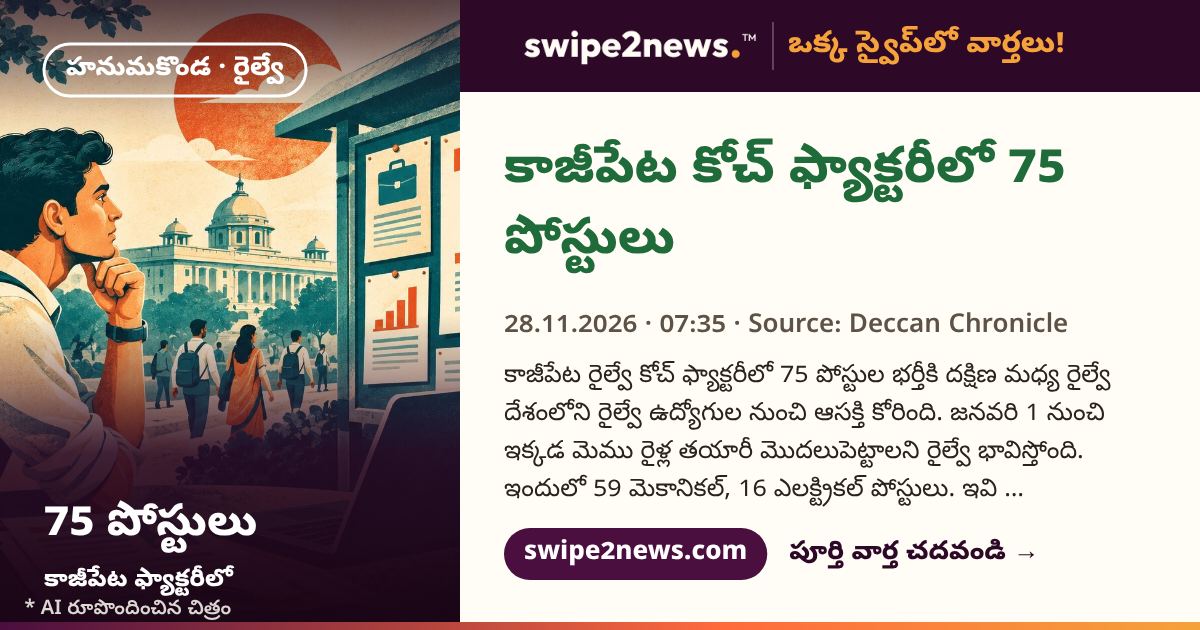 హనుమకొండ · రైల్వే
75 పోస్టులు
కాజీపేట ఫ్యాక్టరీలో
* AI రూపొందించిన చిత్రం
swipe2news.™ ఒక్క స్వైప్‌లో వార్తలు!
కాజీపేట కోచ్ ఫ్యాక్టరీలో 75
పోస్టులు
28.11.2026 · 07:35 · Source: Deccan Chronicle
కాజీపేట రైల్వే కోచ్ ఫ్యాక్టరీలో 75 పోస్టుల భర్తీకి దక్షిణ మధ్య రైల్వే
దేశంలోని రైల్వే ఉద్యోగుల నుంచి ఆసక్తి కోరింది. జనవరి 1 నుంచి
ఇక్కడ మెము రైళ్ల తయారీ మొదలుపెట్టాలని రైల్వే భావిస్తోంది.
ఇందులో 59 మెకానికల్, 16 ఎలక్ట్రికల్ పోస్టులు. ఇవి ...
swipe2news.com పూర్తి వార్త చదవండి →